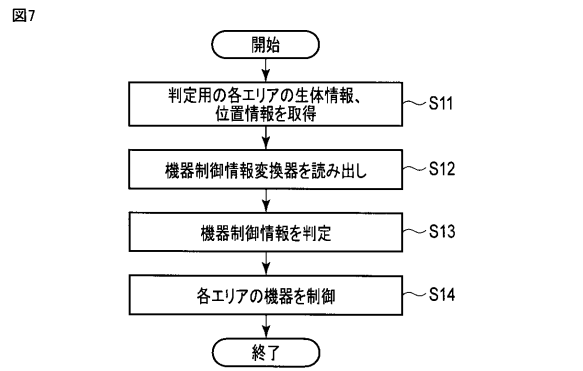 図7
開始
判定用の各エリアの生体情報、
位置情報を取得
S11
機器制御情報変換器を読み出し
S12
機器制御情報を判定
S13
各エリアの機器を制御
S14
終了